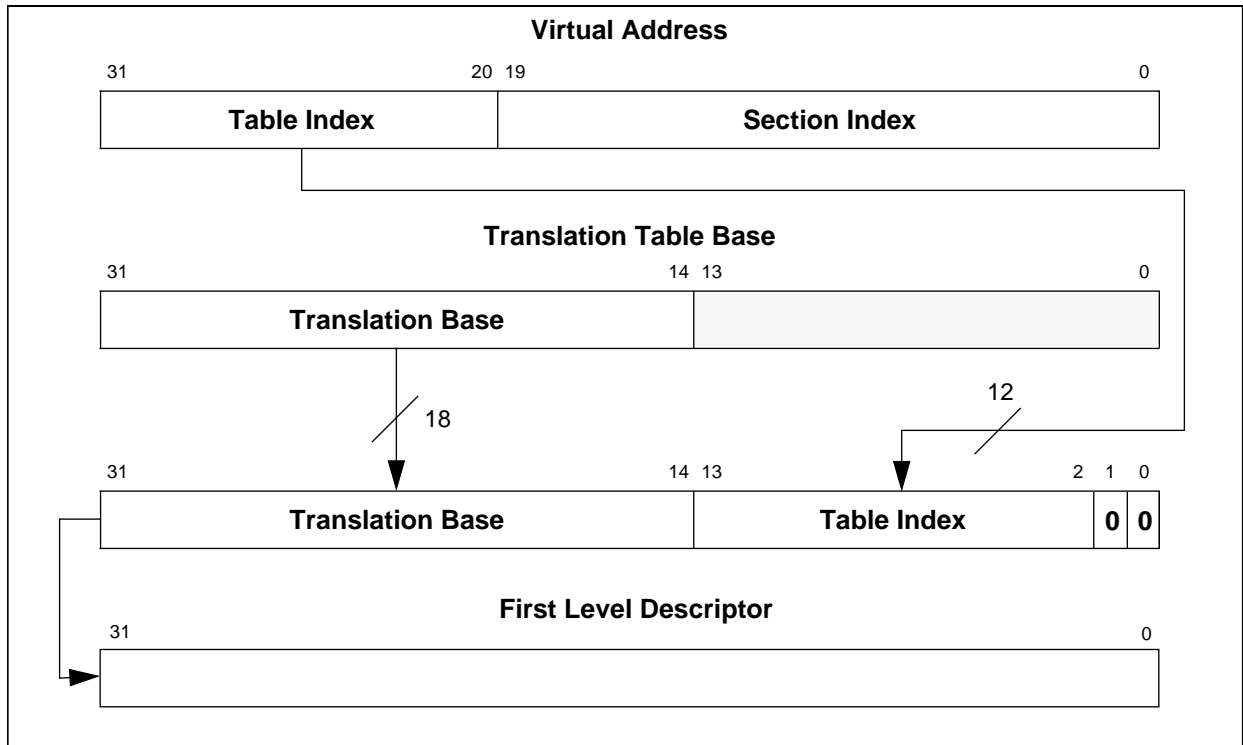 Virtual Address
31 20 19 0
Table Index Section Index
Translation Table Base
31 14 13 0
Translation Base
18
12
31 14 13 2 1 0
Translation Base Table Index 0 0
First Level Descriptor
31 0